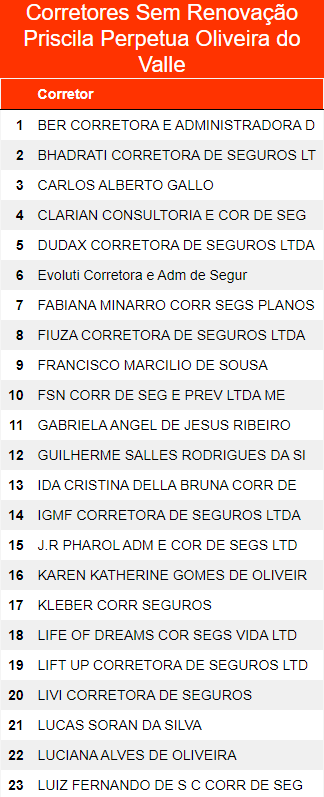 Corretores Sem Renovação
Priscila Perpetua Oliveira do
Valle
Corretor
1 BER CORRETORA E ADMINISTRADORA D
2 BHADRATI CORRETORA DE SEGUROS LT
3 CARLOS ALBERTO GALLO
4 CLARIAN CONSULTORIA E COR DE SEG
5 DUDAX CORRETORA DE SEGUROS LTDA
6 Evoluti Corretora e Adm de Segur
7 FABIANA MINARRO CORR SEGS PLANOS
8 FIUZA CORRETORA DE SEGUROS LTDA
9 FRANCISCO MARCILIO DE SOUSA
10 FSN CORR DE SEG E PREV LTDA ME
11 GABRIELA ANGEL DE JESUS RIBEIRO
12 GUILHERME SALLES RODRIGUES DA SI
13 IDA CRISTINA DELLA BRUNA CORR DE
14 IGMF CORRETORA DE SEGUROS LTDA
15 J.R PHAROL ADM E COR DE SEGS LTD
16 KAREN KATHERINE GOMES DE OLIVEIR
17 KLEBER CORR SEGUROS
18 LIFE OF DREAMS COR SEGS VIDA LTD
19 LIFT UP CORRETORA DE SEGUROS LTD
20 LIVI CORRETORA DE SEGUROS
21 LUCAS SORAN DA SILVA
22 LUCIANA ALVES DE OLIVEIRA
23 LUIZ FERNANDO DE S C CORR DE SEG